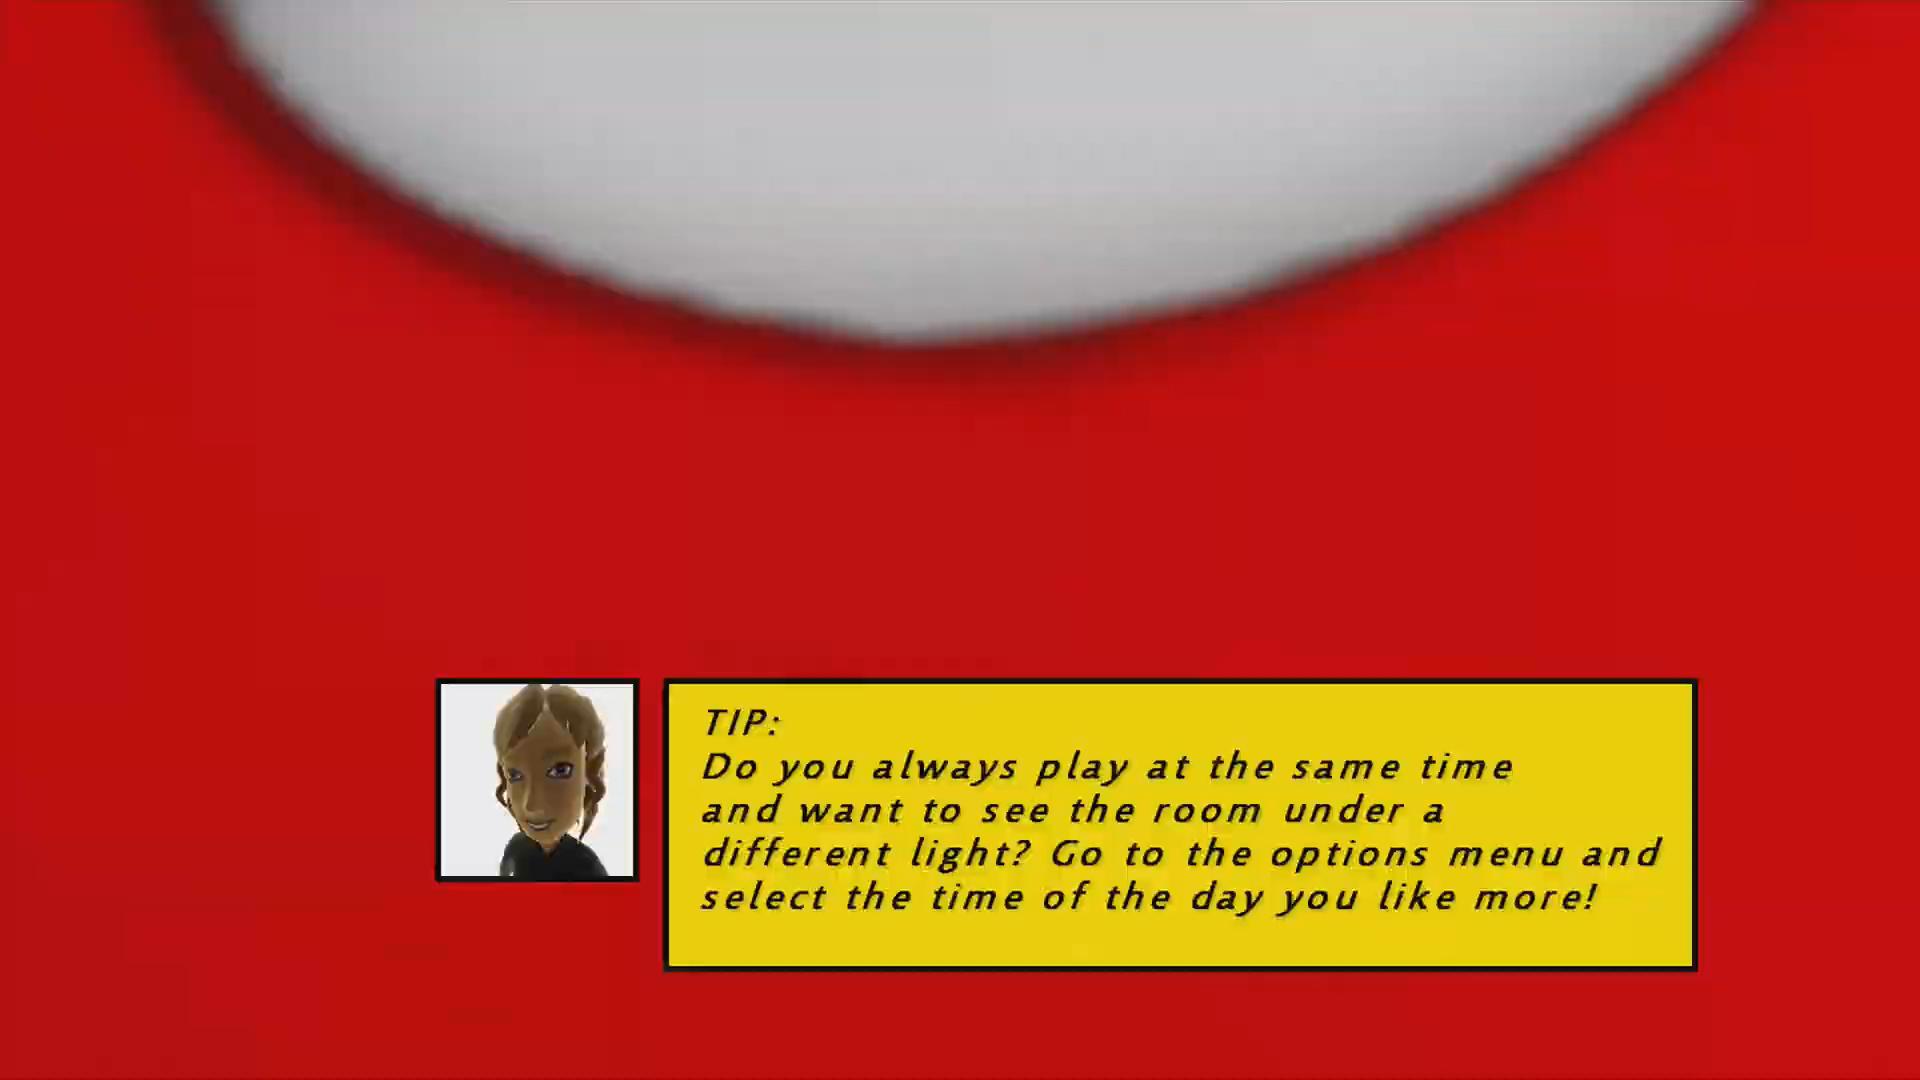 TIP:
Do you always play at the same time
and want to see the room under a
different light? Go to the options menu and
select the time of the day you like more!